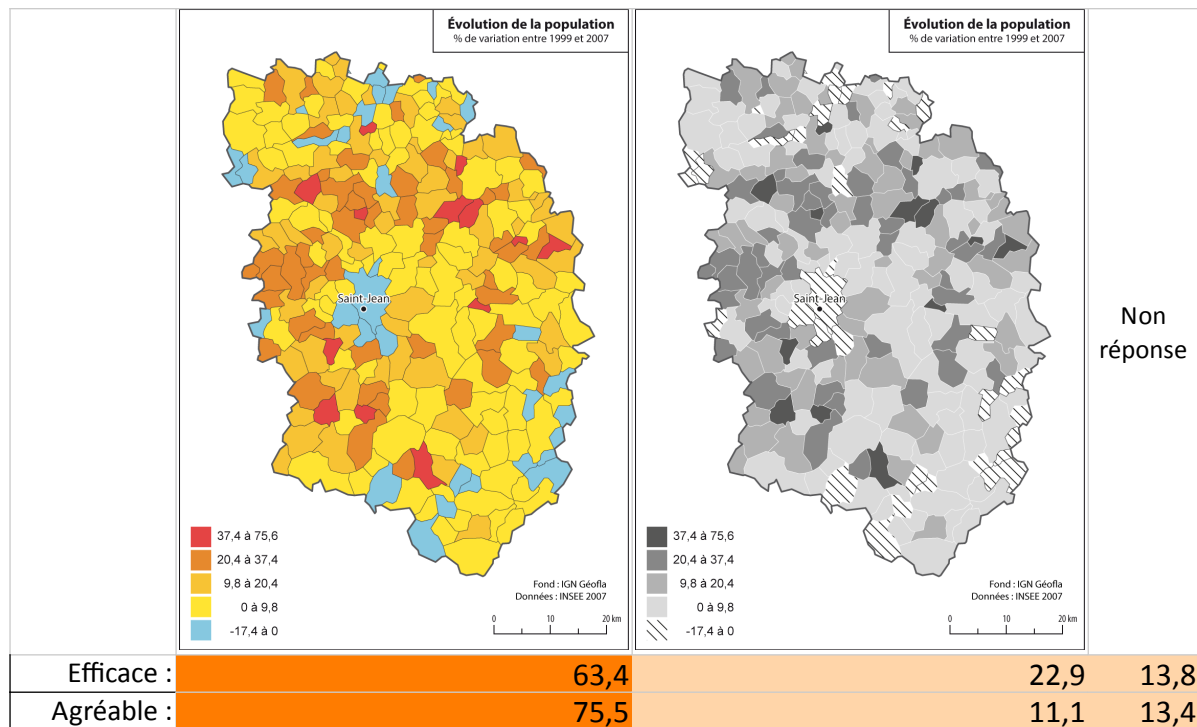 Évolution de la population
% de variation entre 1999 et 2007
Saint-Jean
37,4 à 75,6
20,4 à 37,4
9,8 à 20,4
0 à 9,8
-17,4 à 0
Fond : IGN Géofla
Données : INSEE 2007
0 10 20 km
Évolution de la population
% de variation entre 1999 et 2007
Saint-Jean
37,4 à 75,6
20,4 à 37,4
9,8 à 20,4
0 à 9,8
-17,4 à 0
Fond : IGN Géofla
Données : INSEE 2007
0 10 20 km
Non
réponse
Efficace : 63,4 22,9 13,8
Agréable : 75,5 11,1 13,4